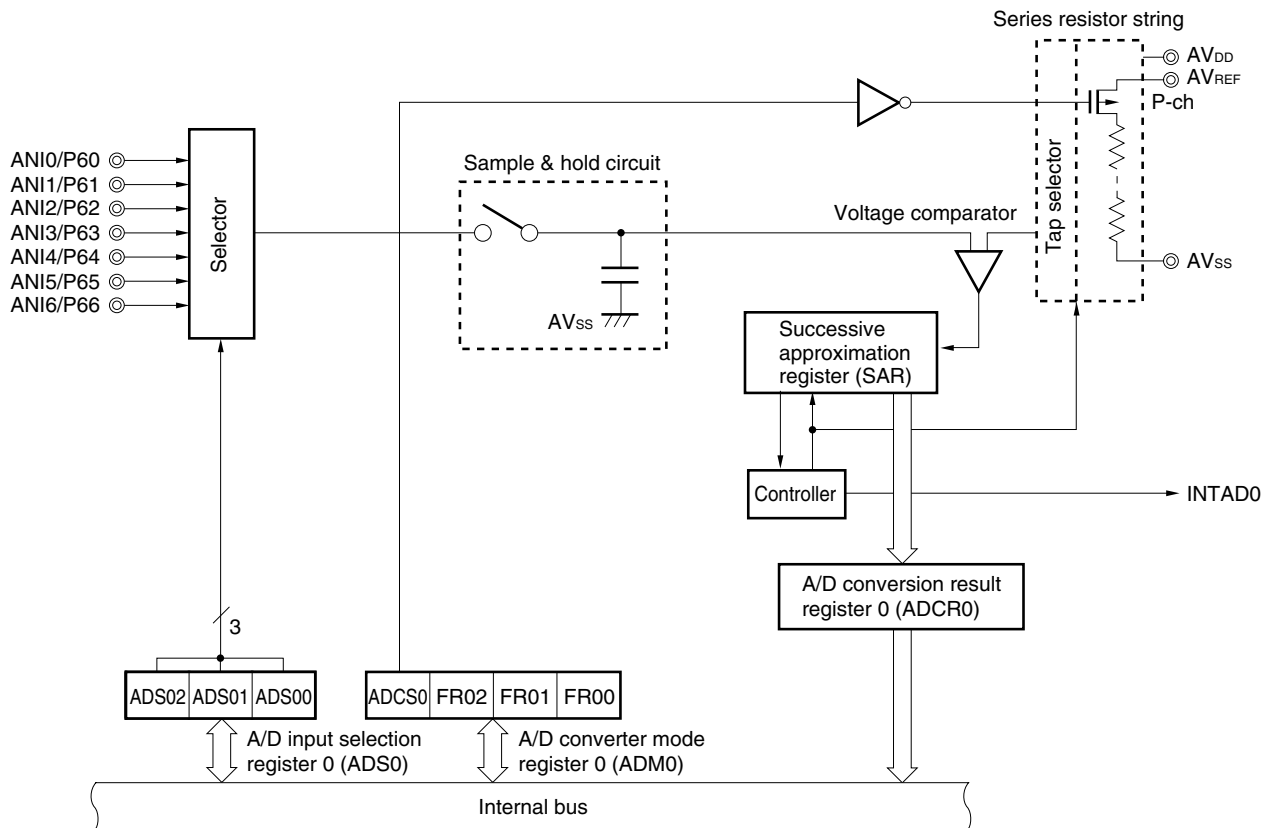 Series resistor string
AVDD
AVREF
P-ch
ANI0/P60
ANI1/P61
ANI2/P62
ANI3/P63
ANI4/P64
ANI5/P65
ANI6/P66
Selector
Sample & hold circuit
AVSS
Voltage comparator
Tap selector
AVSS
Successive
approximation
register (SAR)
Controller
INTAD0
A/D conversion result
register 0 (ADCR0)
3
ADS02 ADS01 ADS00
ADCS0 FR02 FR01 FR00
A/D input selection
register 0 (ADS0)
A/D converter mode
register 0 (ADM0)
Internal bus